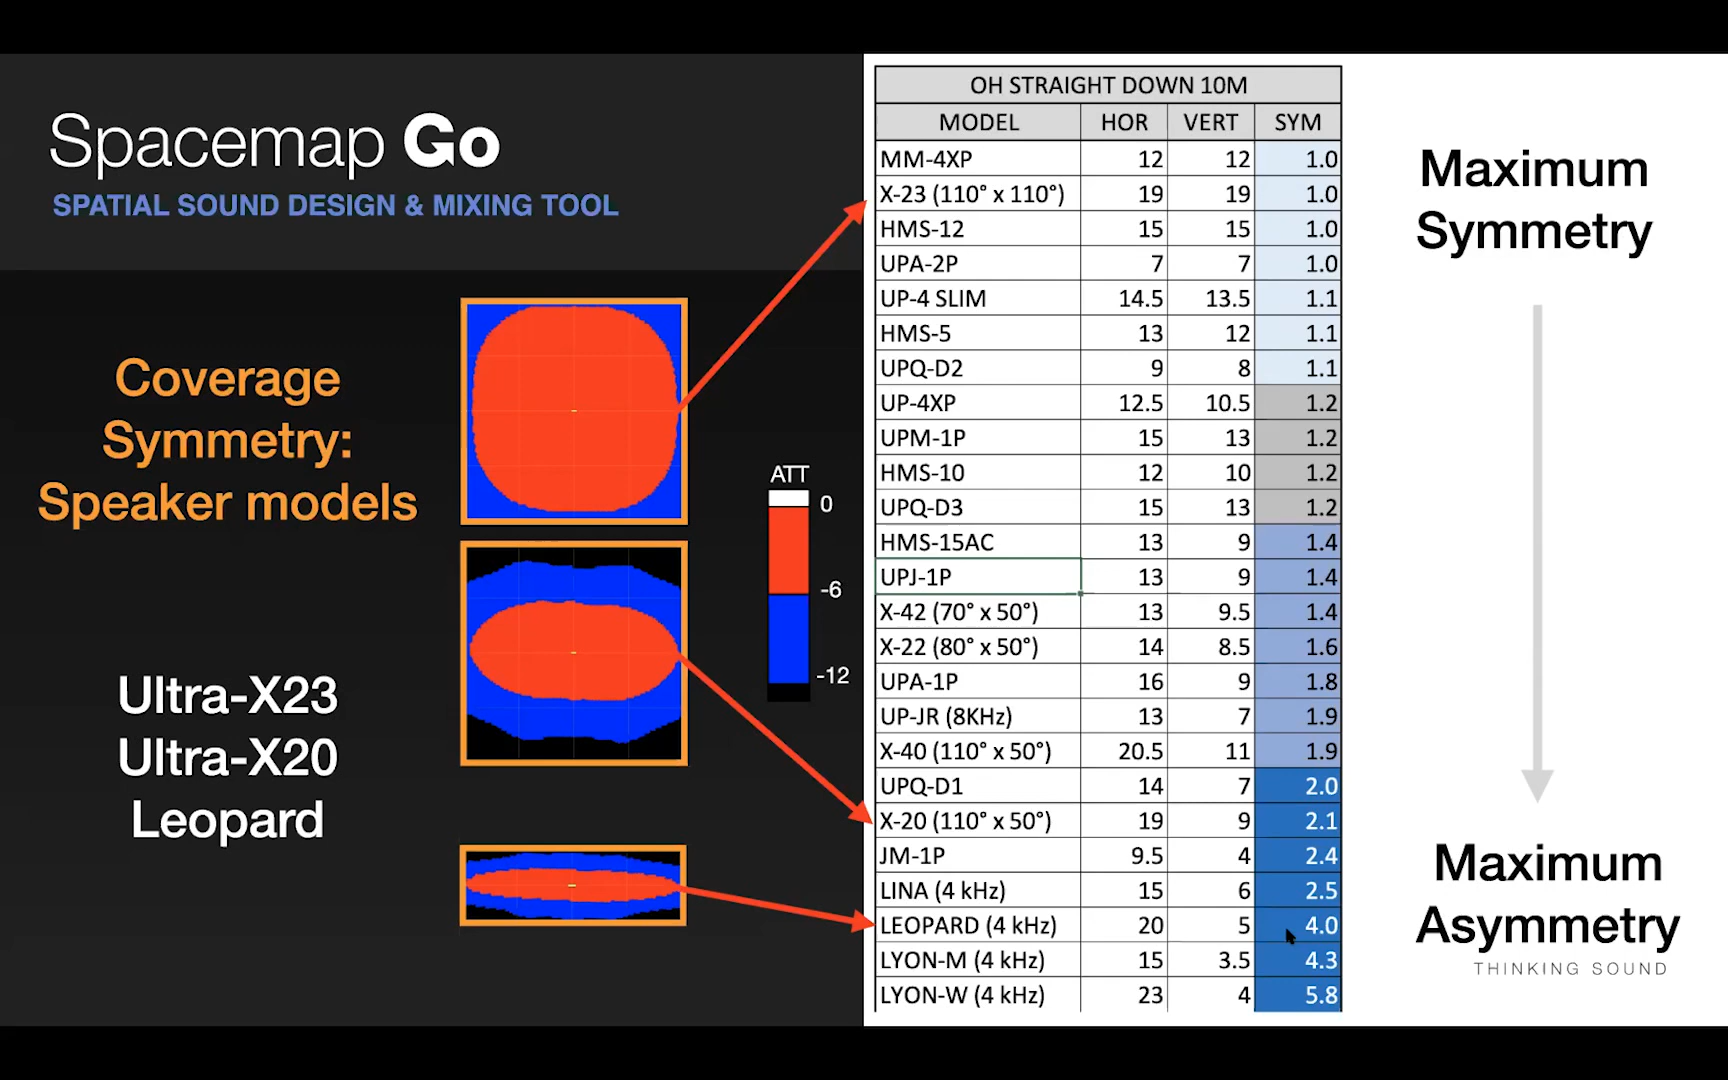 Spacemap Go
SPATIAL SOUND DESIGN & MIXING TOOL
Coverage
Symmetry:
Speaker models
Ultra-X23
Ultra-X20
Leopard
ATT
0
-6
-12
OH STRAIGHT DOWN 10M
MODEL HOR VERT SYM
MM-4XP 12 12 1.0
X-23 (110° x 110°) 19 19 1.0
HMS-12 15 15 1.0
UPA-2P 7 7 1.0
UP-4 SLIM 14.5 13.5 1.1
HMS-5 13 12 1.1
UPQ-D2 9 8 1.1
UP-4XP 12.5 10.5 1.2
UPM-1P 15 13 1.2
HMS-10 12 10 1.2
UPQ-D3 15 13 1.2
HMS-15AC 13 9 1.4
UPJ-1P 13 9 1.4
X-42 (70° x 50°) 13 9.5 1.4
X-22 (80° x 50°) 14 8.5 1.6
UPA-1P 16 9 1.8
UP-JR (8KHz) 13 7 1.9
X-40 (110° x 50°) 20.5 11 1.9
UPQ-D1 14 7 2.0
X-20 (110° x 50°) 19 9 2.1
JM-1P 9.5 4 2.4
LINA (4 kHz) 15 6 2.5
LEOPARD (4 kHz) 20 5 4.0
LYON-M (4 kHz) 15 3.5 4.3
LYON-W (4 kHz) 23 4 5.8
Maximum
Symmetry
Maximum
Asymmetry
THINKING SOUND